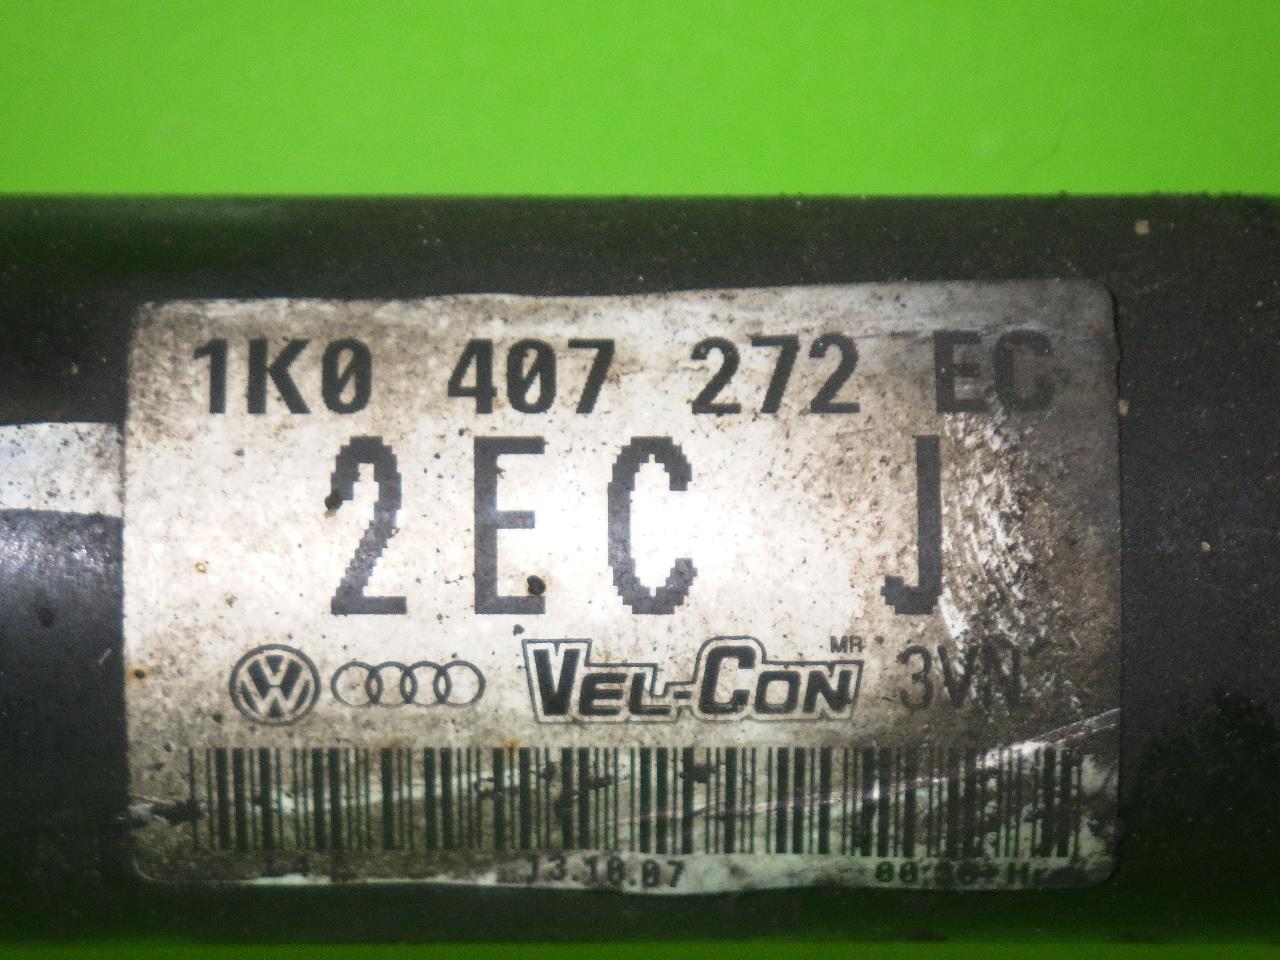 1K0 407 272 EC
2EC J
VEL-CON MR 3VN
13.10.07